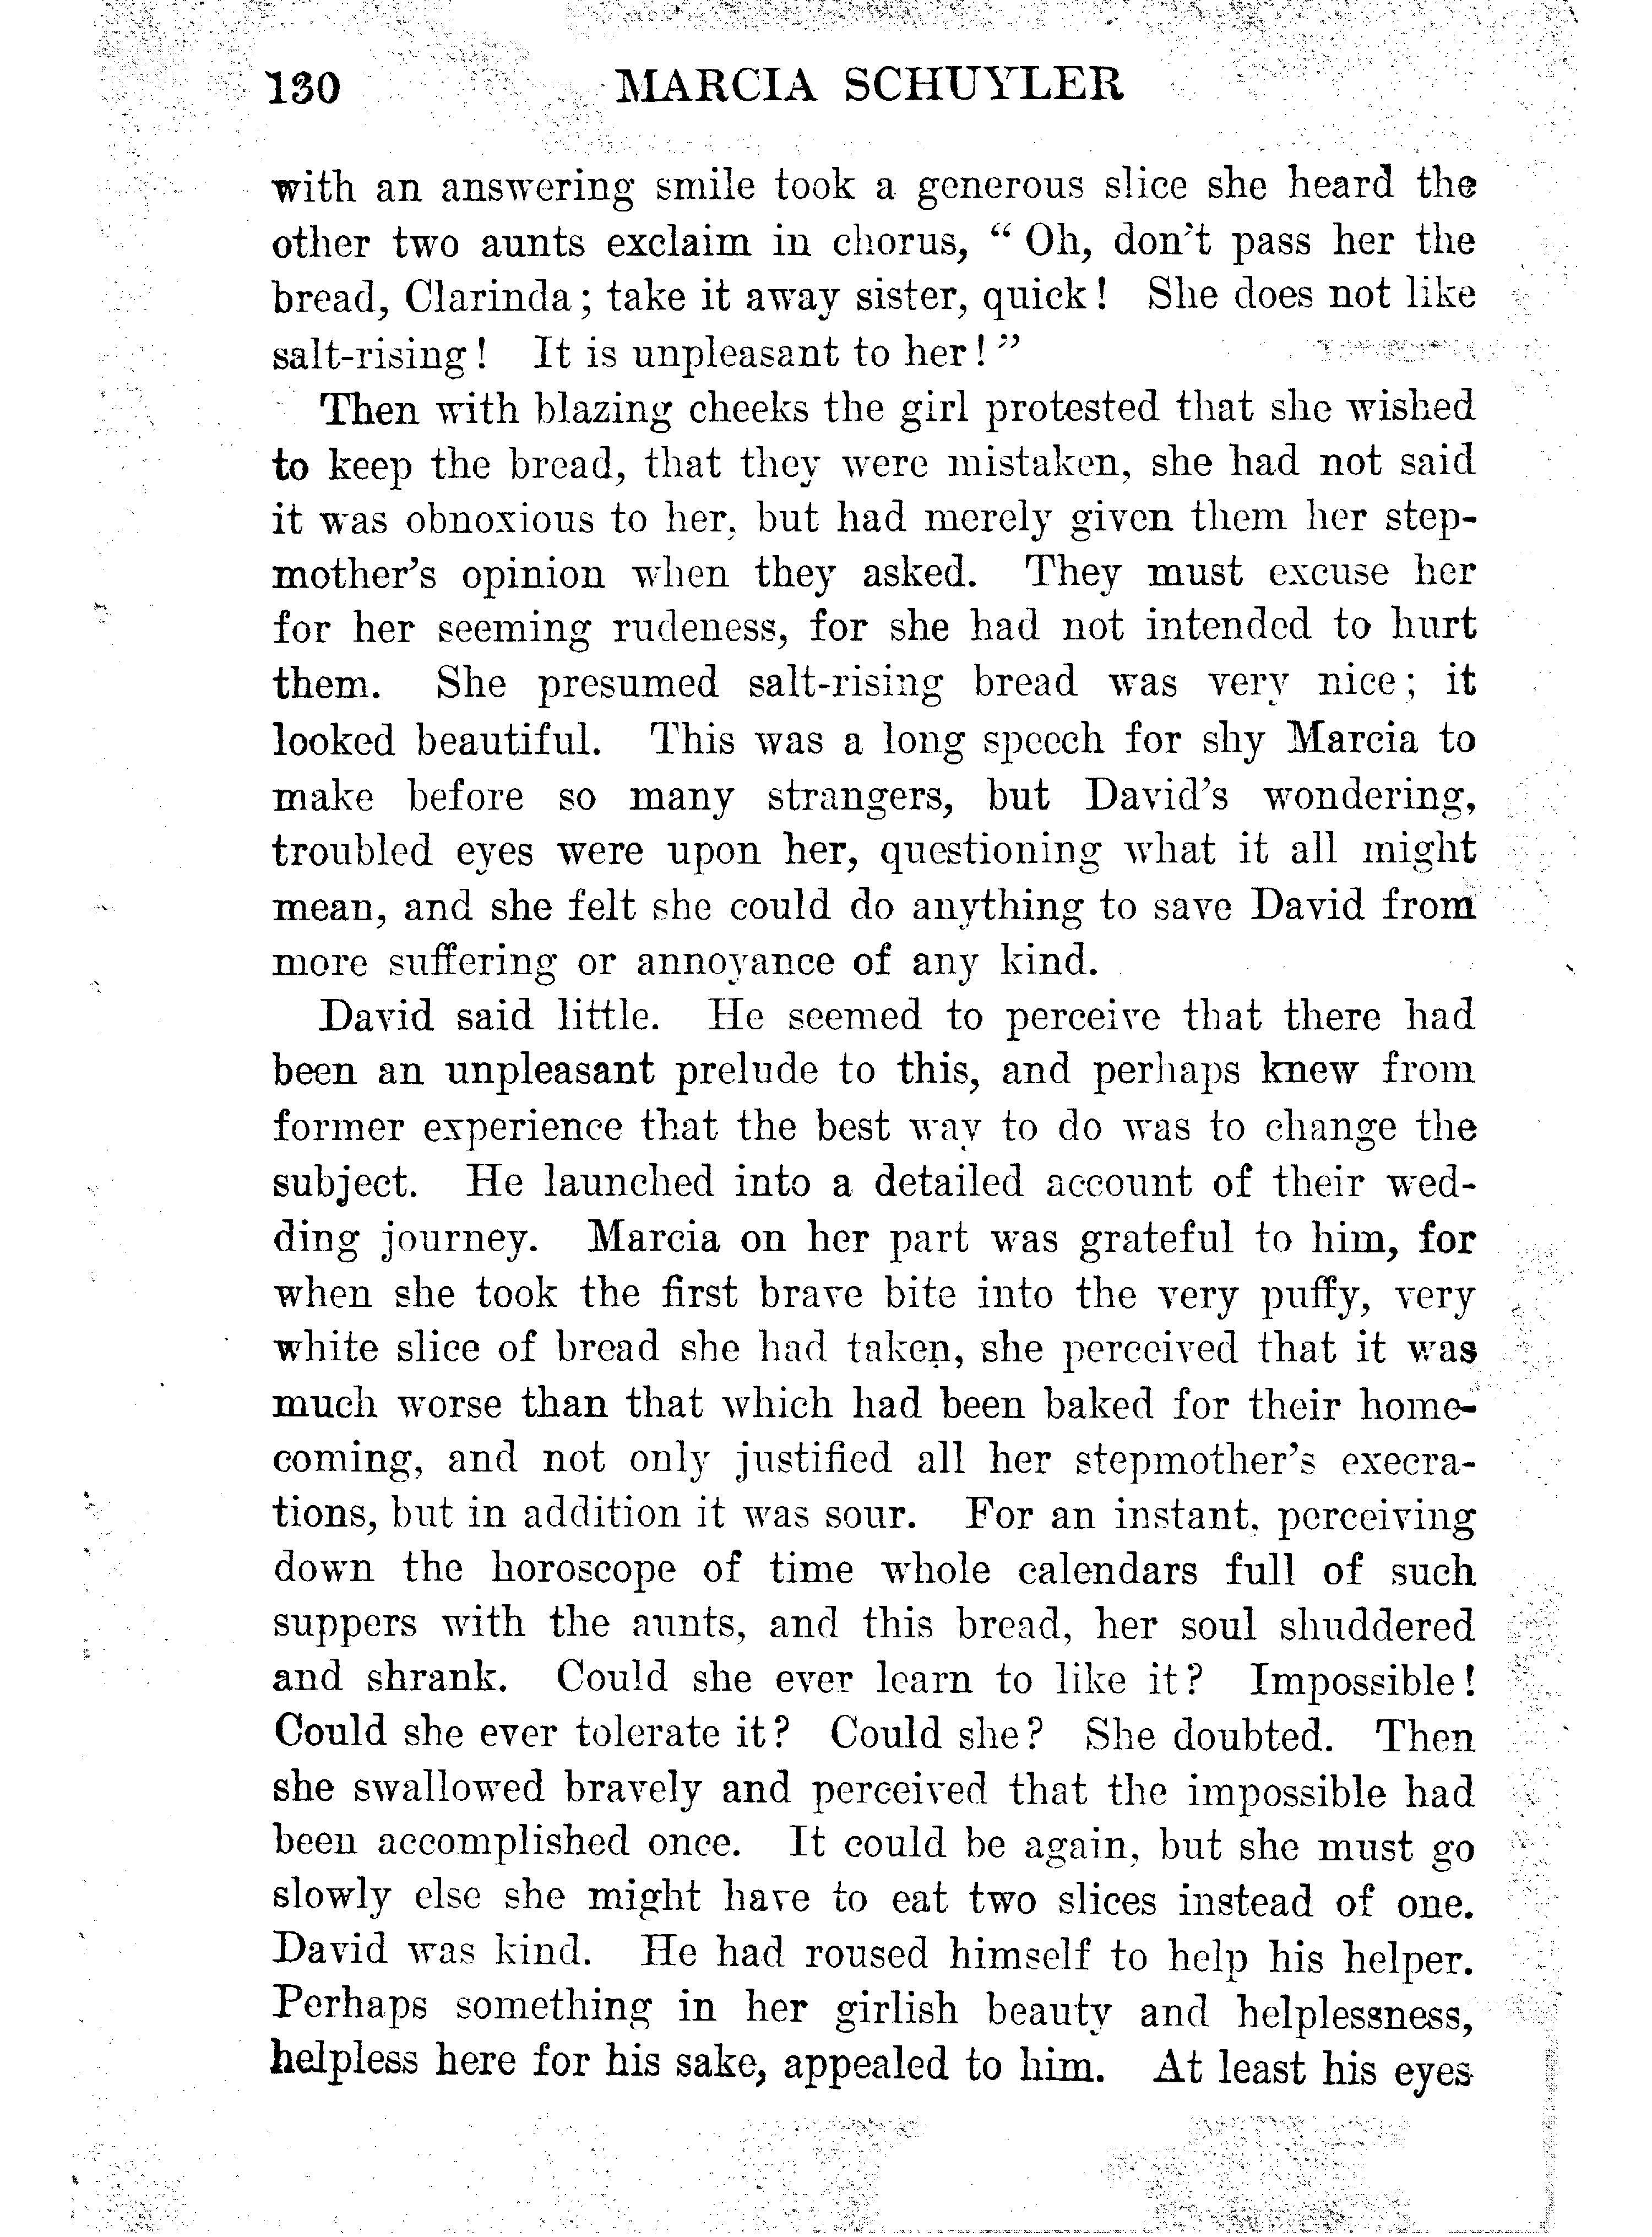 130 MARCIA SCHUYLER
with an answering smile took a generous slice she heard the
other two aunts exclaim in chorus, “ Oh, don't pass her the
bread, Clarinda; take it away sister, quick! She does not like
salt-rising! It is unpleasant to her!”
Then with blazing cheeks the girl protested that she wished
to keep the bread, that they were mistaken, she had not said
it was obnoxious to her, but had merely given them her step-
mother's opinion when they asked. They must excuse her
for her seeming rudeness, for she had not intended to hurt
them. She presumed salt-rising bread was very nice; it
looked beautiful. This was a long speech for shy Marcia to
make before so many strangers, but David's wondering,
troubled eyes were upon her, questioning what it all might
mean, and she felt she could do anything to save David from
more suffering or annoyance of any kind.
David said little. He seemed to perceive that there had
been an unpleasant prelude to this, and perhaps knew from
former experience that the best way to do was to change the
subject. He launched into a detailed account of their wed-
ding journey. Marcia on her part was grateful to him, for
when she took the first brave bite into the very puffy, very
white slice of bread she had taken, she perceived that it was
much worse than that which had been baked for their home-
coming, and not only justified all her stepmother's execra-
tions, but in addition it was sour. For an instant, perceiving
down the horoscope of time whole calendars full of such
suppers with the aunts, and this bread, her soul shuddered
and shrank. Could she ever learn to like it? Impossible!
Could she ever tolerate it? Could she? She doubted. Then
she swallowed bravely and perceived that the impossible had
been accomplished once. It could be again, but she must go
slowly else she might have to eat two slices instead of one.
David was kind. He had roused himself to help his helper.
Perhaps something in her girlish beauty and helplessness,
helpless here for his sake, appealed to him. At least his eyes